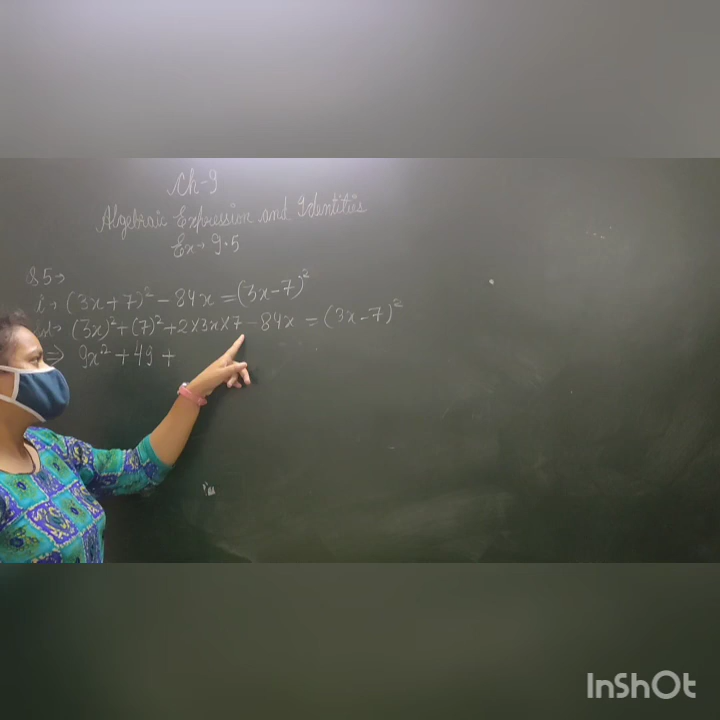 Ch-9
Algebraic Expression and Identities
Ex→ 9.5
Q5→
i→ (3x+7)² - 84x = (3x-7)²
(3x)² + (7)² + 2×3x×7 - 84x = (3x-7)²
⇒ 9x² + 49 +
InShOt